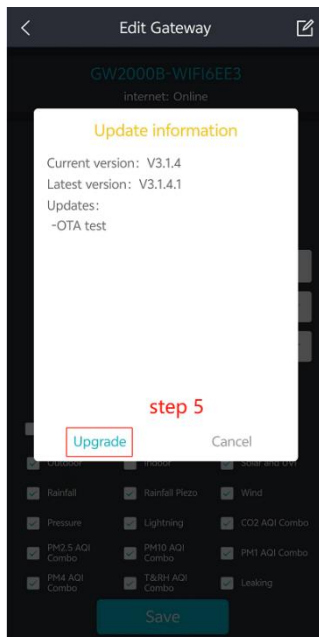 Edit Gateway
GW2000B-WIFI6EE3
internet: Online
Update information
Current version: V3.1.4
Latest version: V3.1.4.1
Updates:
-OTA test
step 5
Upgrade Cancel
Outdoor Indoor Solar and UVI
Rainfall Rainfall Piezo Wind
Pressure Lightning CO2 AQI Combo
PM2.5 AQI Combo PM10 AQI Combo PM1 AQI Combo
PM4 AQI Combo T&RH AQI Combo Leaking
Save